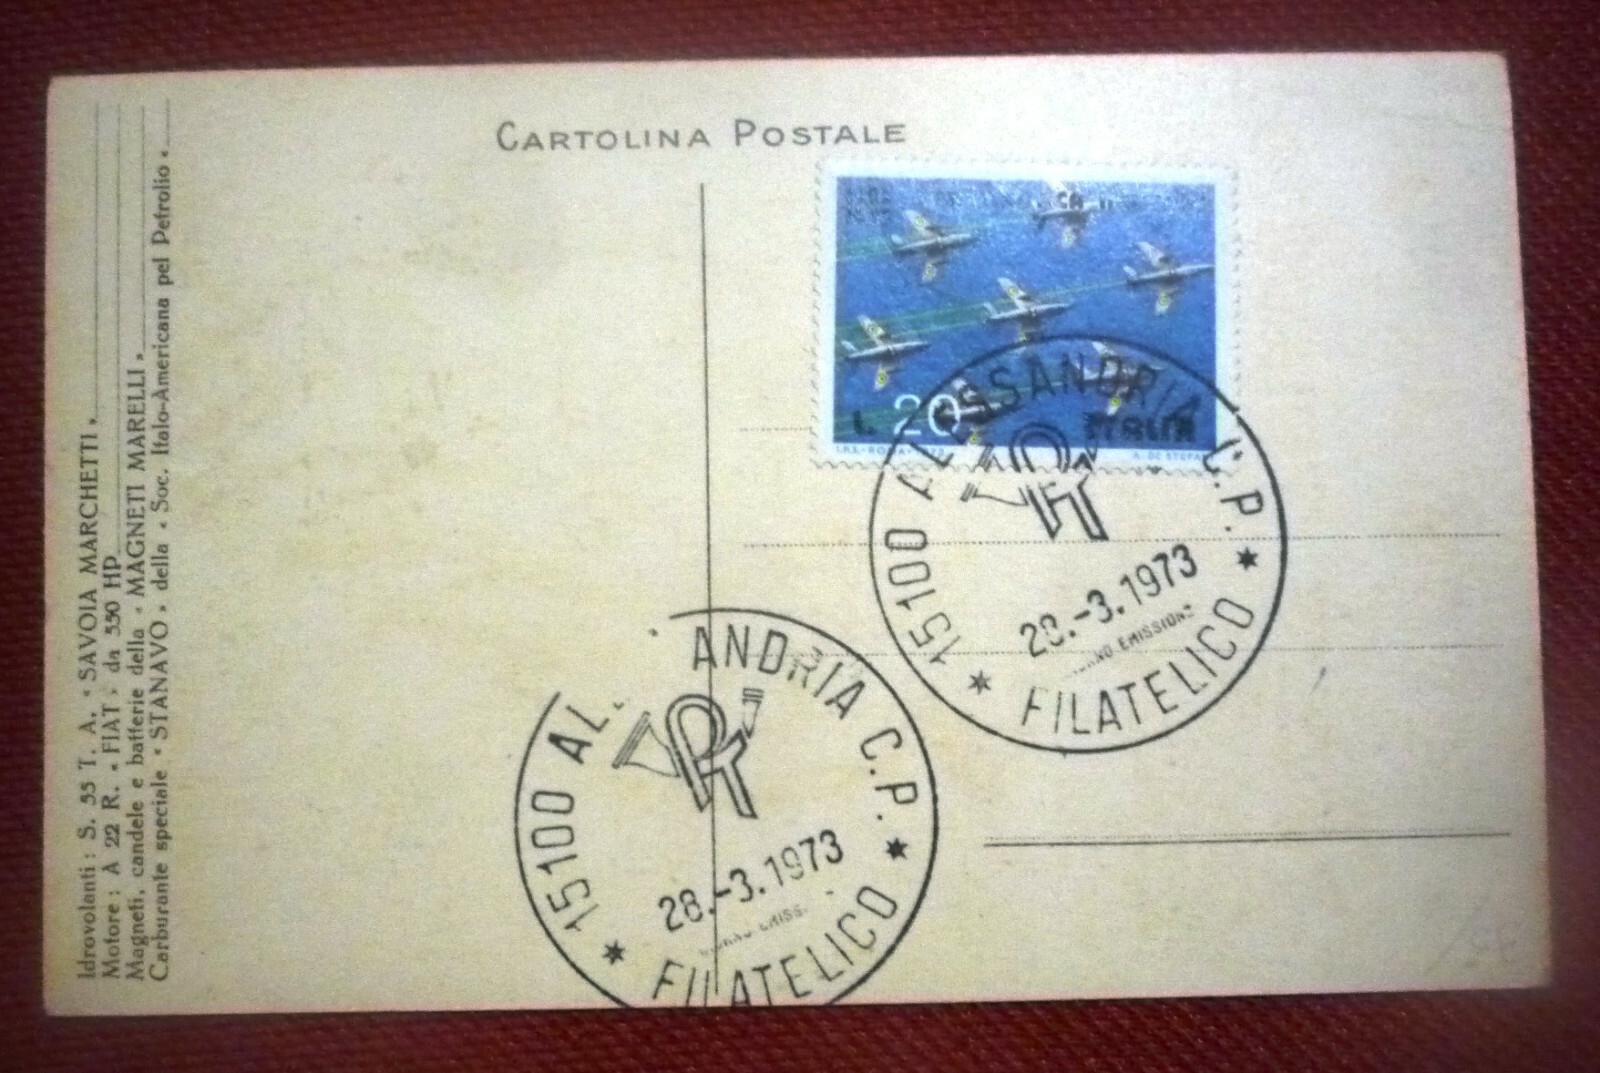 Idrovolanti : S. 55 T. A. « SAVOIA MARCHETTI »
Motore : A 22 R. « FIAT » da 550 HP
Magneti, candele e batterie della « MAGNETI MARELLI »
Carburante speciale « STANAVO » della « Soc. Italo-Americana pel Petrolio »
CARTOLINA POSTALE
L. 20
ITALIA
15100 ALESSANDRIA C.P.
28.-3.1973
EMISSIONE
FILATELICO
15100 AL ANDRIA C.P.
28.-3.1973
FILATELICO